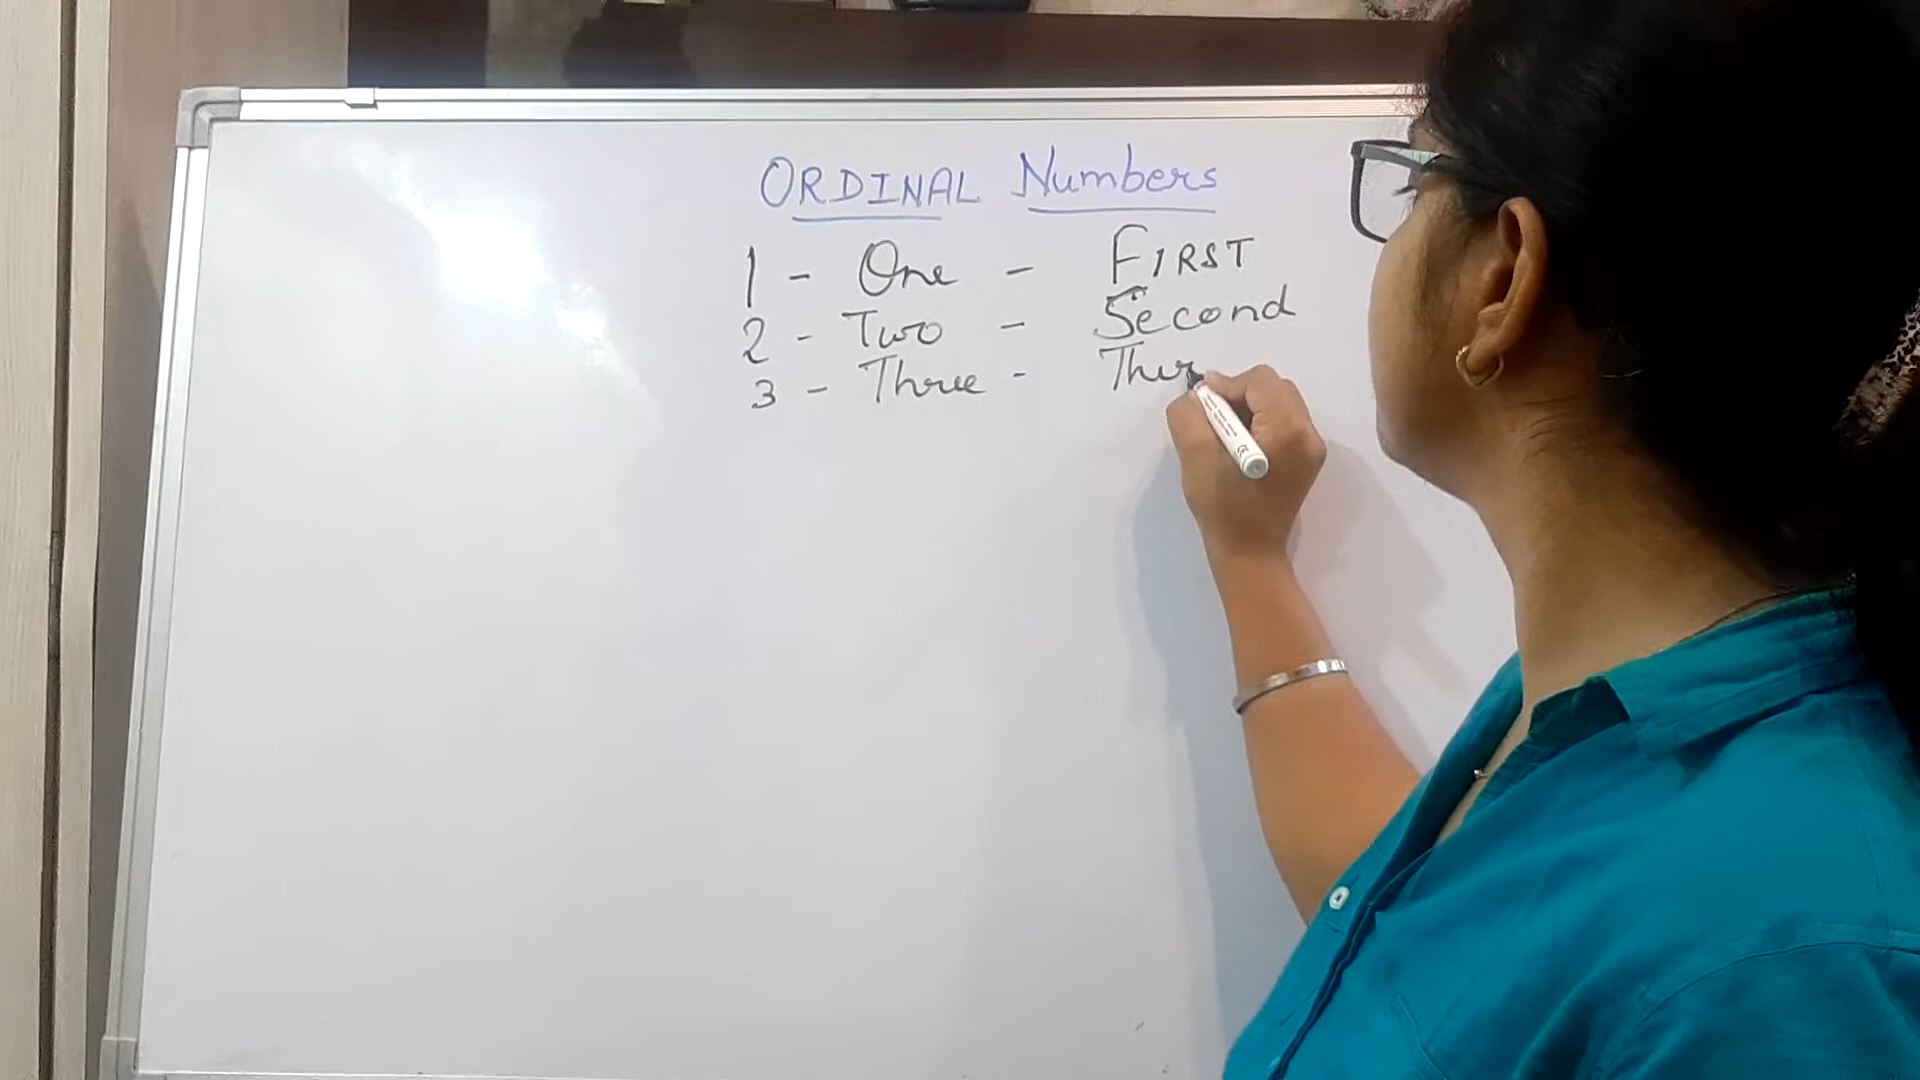 ORDINAL Numbers
1 - One - FIRST
2 - Two - Second
3 - Three - Thir